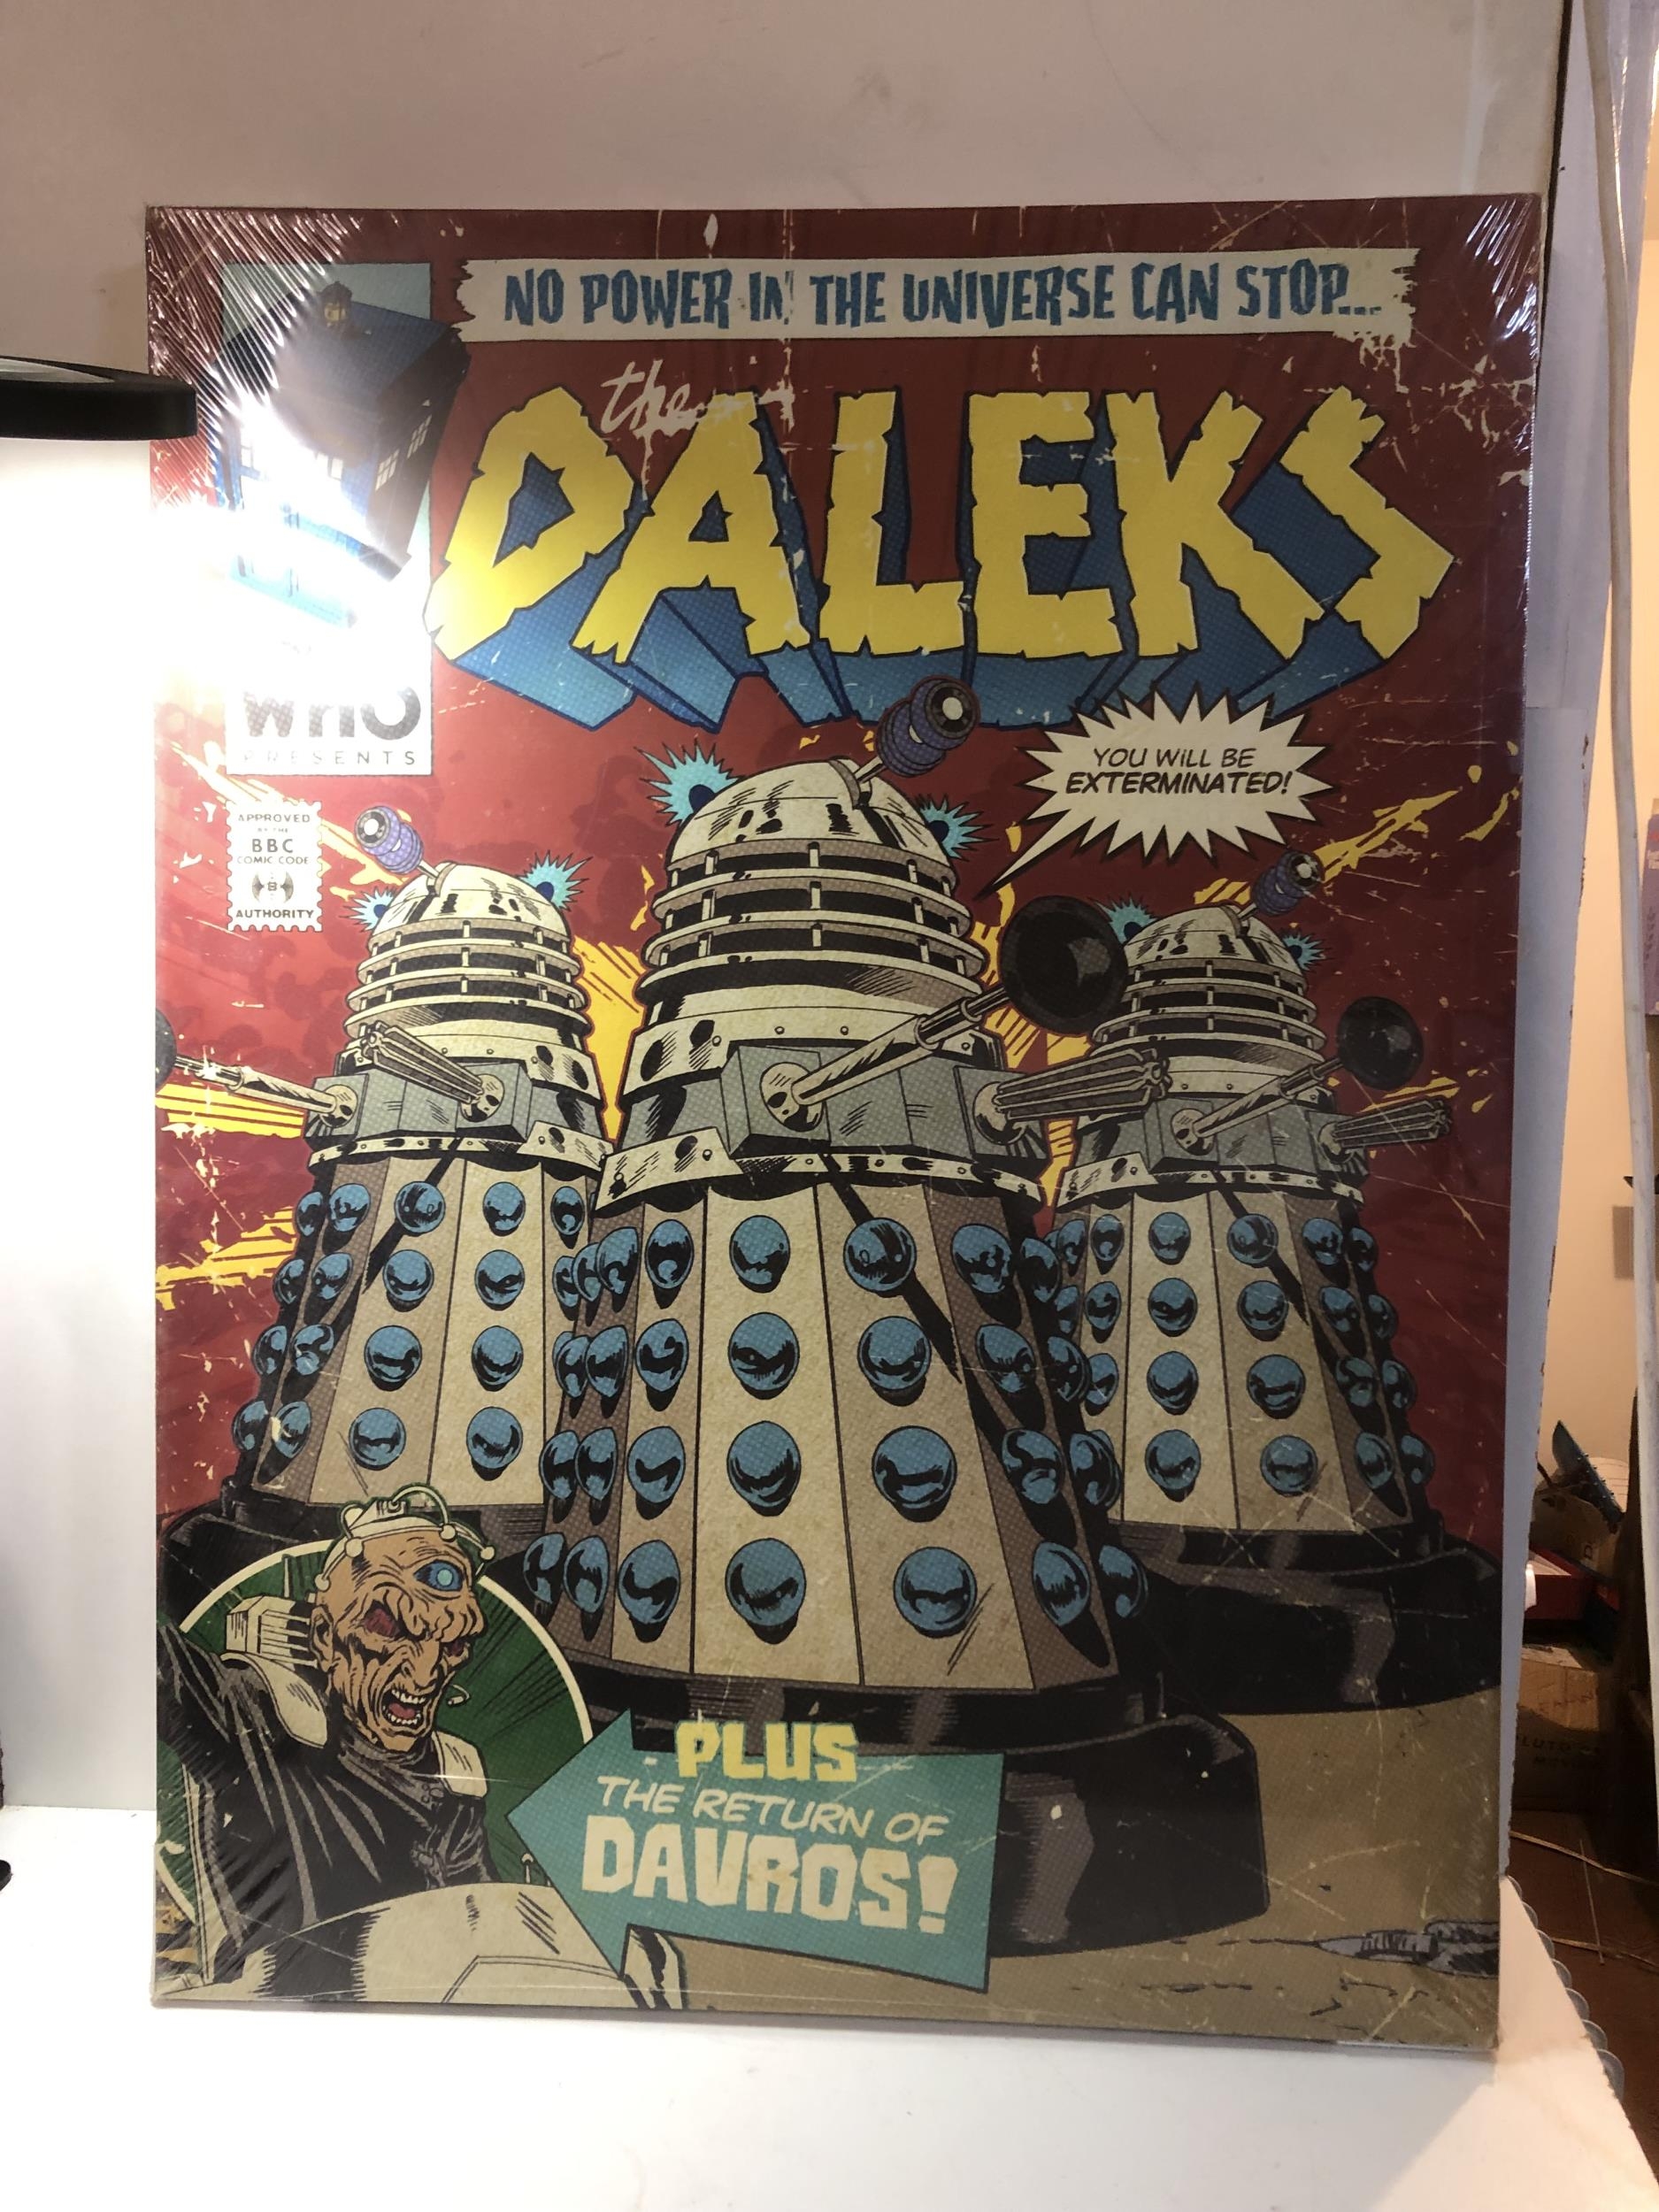 NO POWER IN THE UNIVERSE CAN STOP...
the
DALEKS
WHO
PRESENTS
YOU WILL BE
EXTERMINATED!
APPROVED
BY THE
BBC
COMIC CODE
AUTHORITY
PLUS
THE RETURN OF
DAVROS!